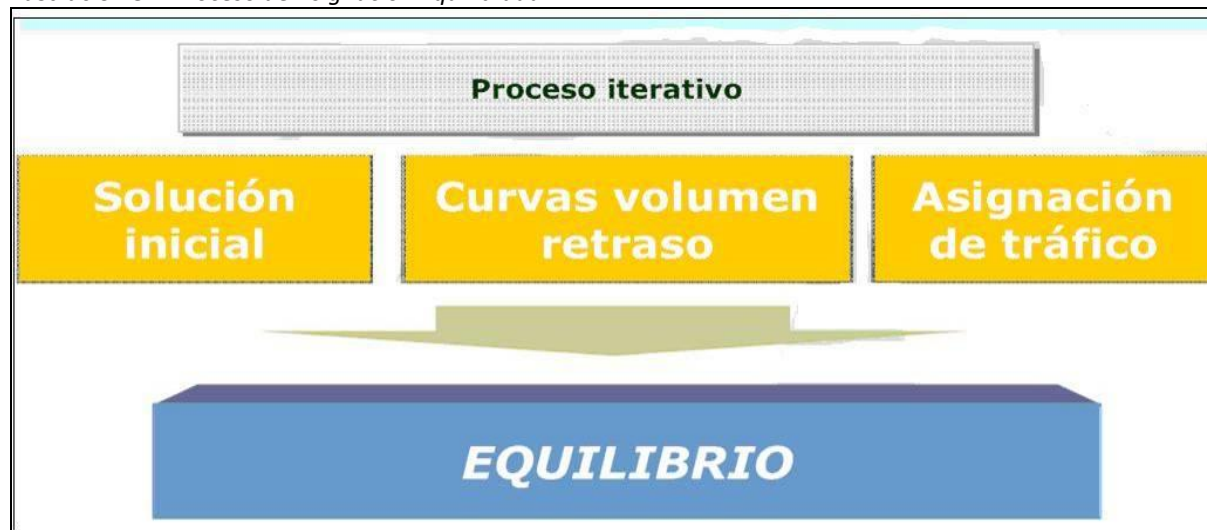 Proceso iterativo
Solución
inicial
Curvas volumen
retraso
Asignación
de tráfico
EQUILIBRIO